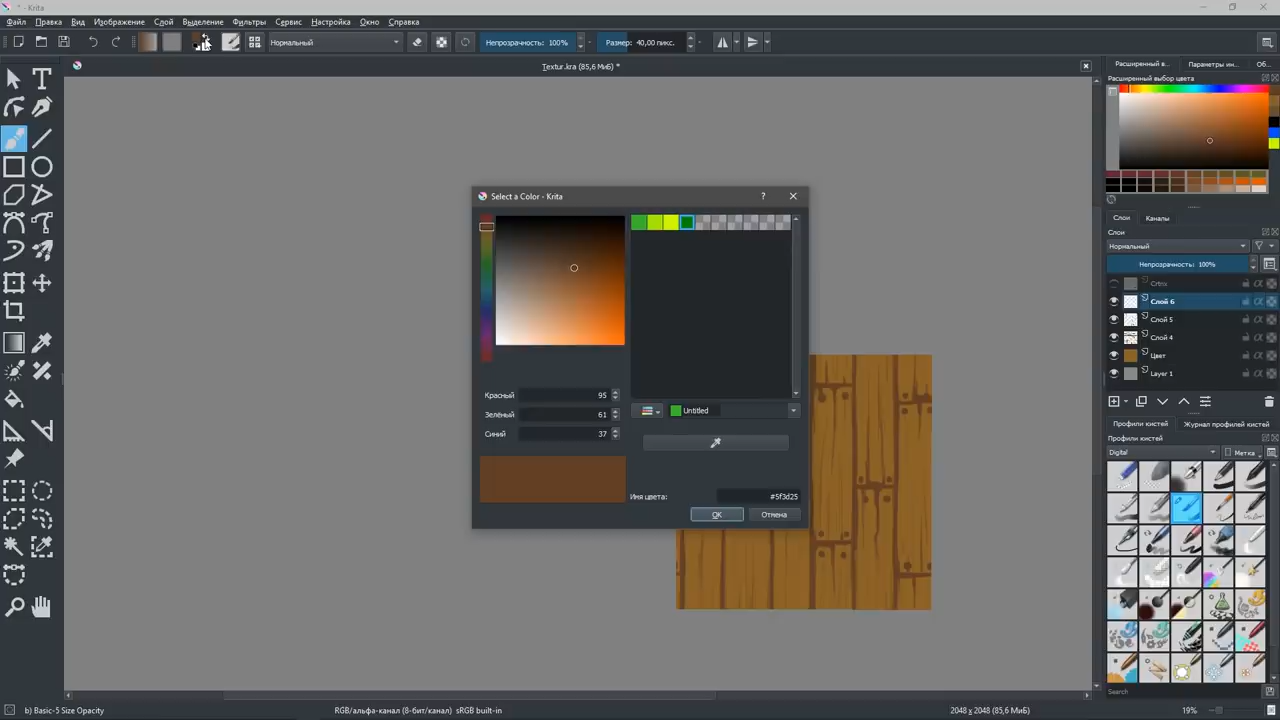 * - Krita
Файл Правка Вид Изображение Слой Выделение Фильтры Сервис Настройка Окно Справка
Нормальный
Непрозрачность: 100%
Размер: 40,00 пикс.
Textur.kra (85,6 МиБ) *
Расширенный в...
Параметры ин...
Об...
Расширенный выбор цвета
Select a Color - Krita
?
Красный 95
Зелёный 61
Синий 37
Untitled
Имя цвета: #5f3d25
OK
Отмена
Слои
Каналы
Слои
Нормальный
Непрозрачность: 100%
Слой 6
Слой 5
Слой 4
Цвет
Layer 1
Профили кистей
Журнал профилей кистей
Профили кистей
Digital
Метка
Search
b) Basic-5 Size Opacity
RGB/альфа-канал (8-бит/канал) sRGB built-in
2048 x 2048 (85,6 МиБ)
19%